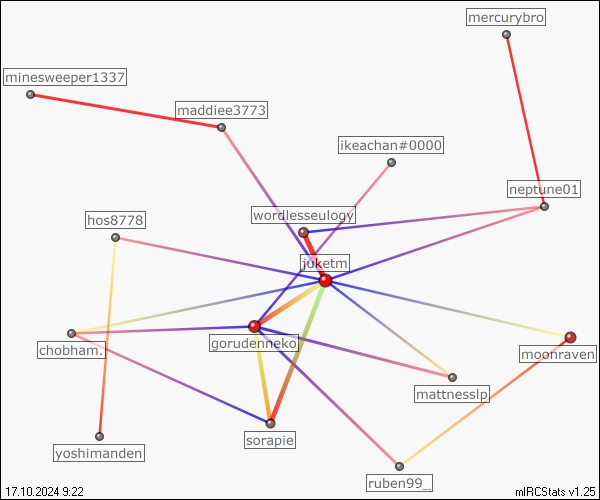 mercurybro
minesweeper1337
maddiee3773
ikeachan#0000
neptune01
wordlesseulogy
hos8778
juketm
gorudenneko
chobham.
moonraven
mattnesslp
sorapie
yoshimanden
ruben99_
17.10.2024 9:22
mIRCStats v1.25